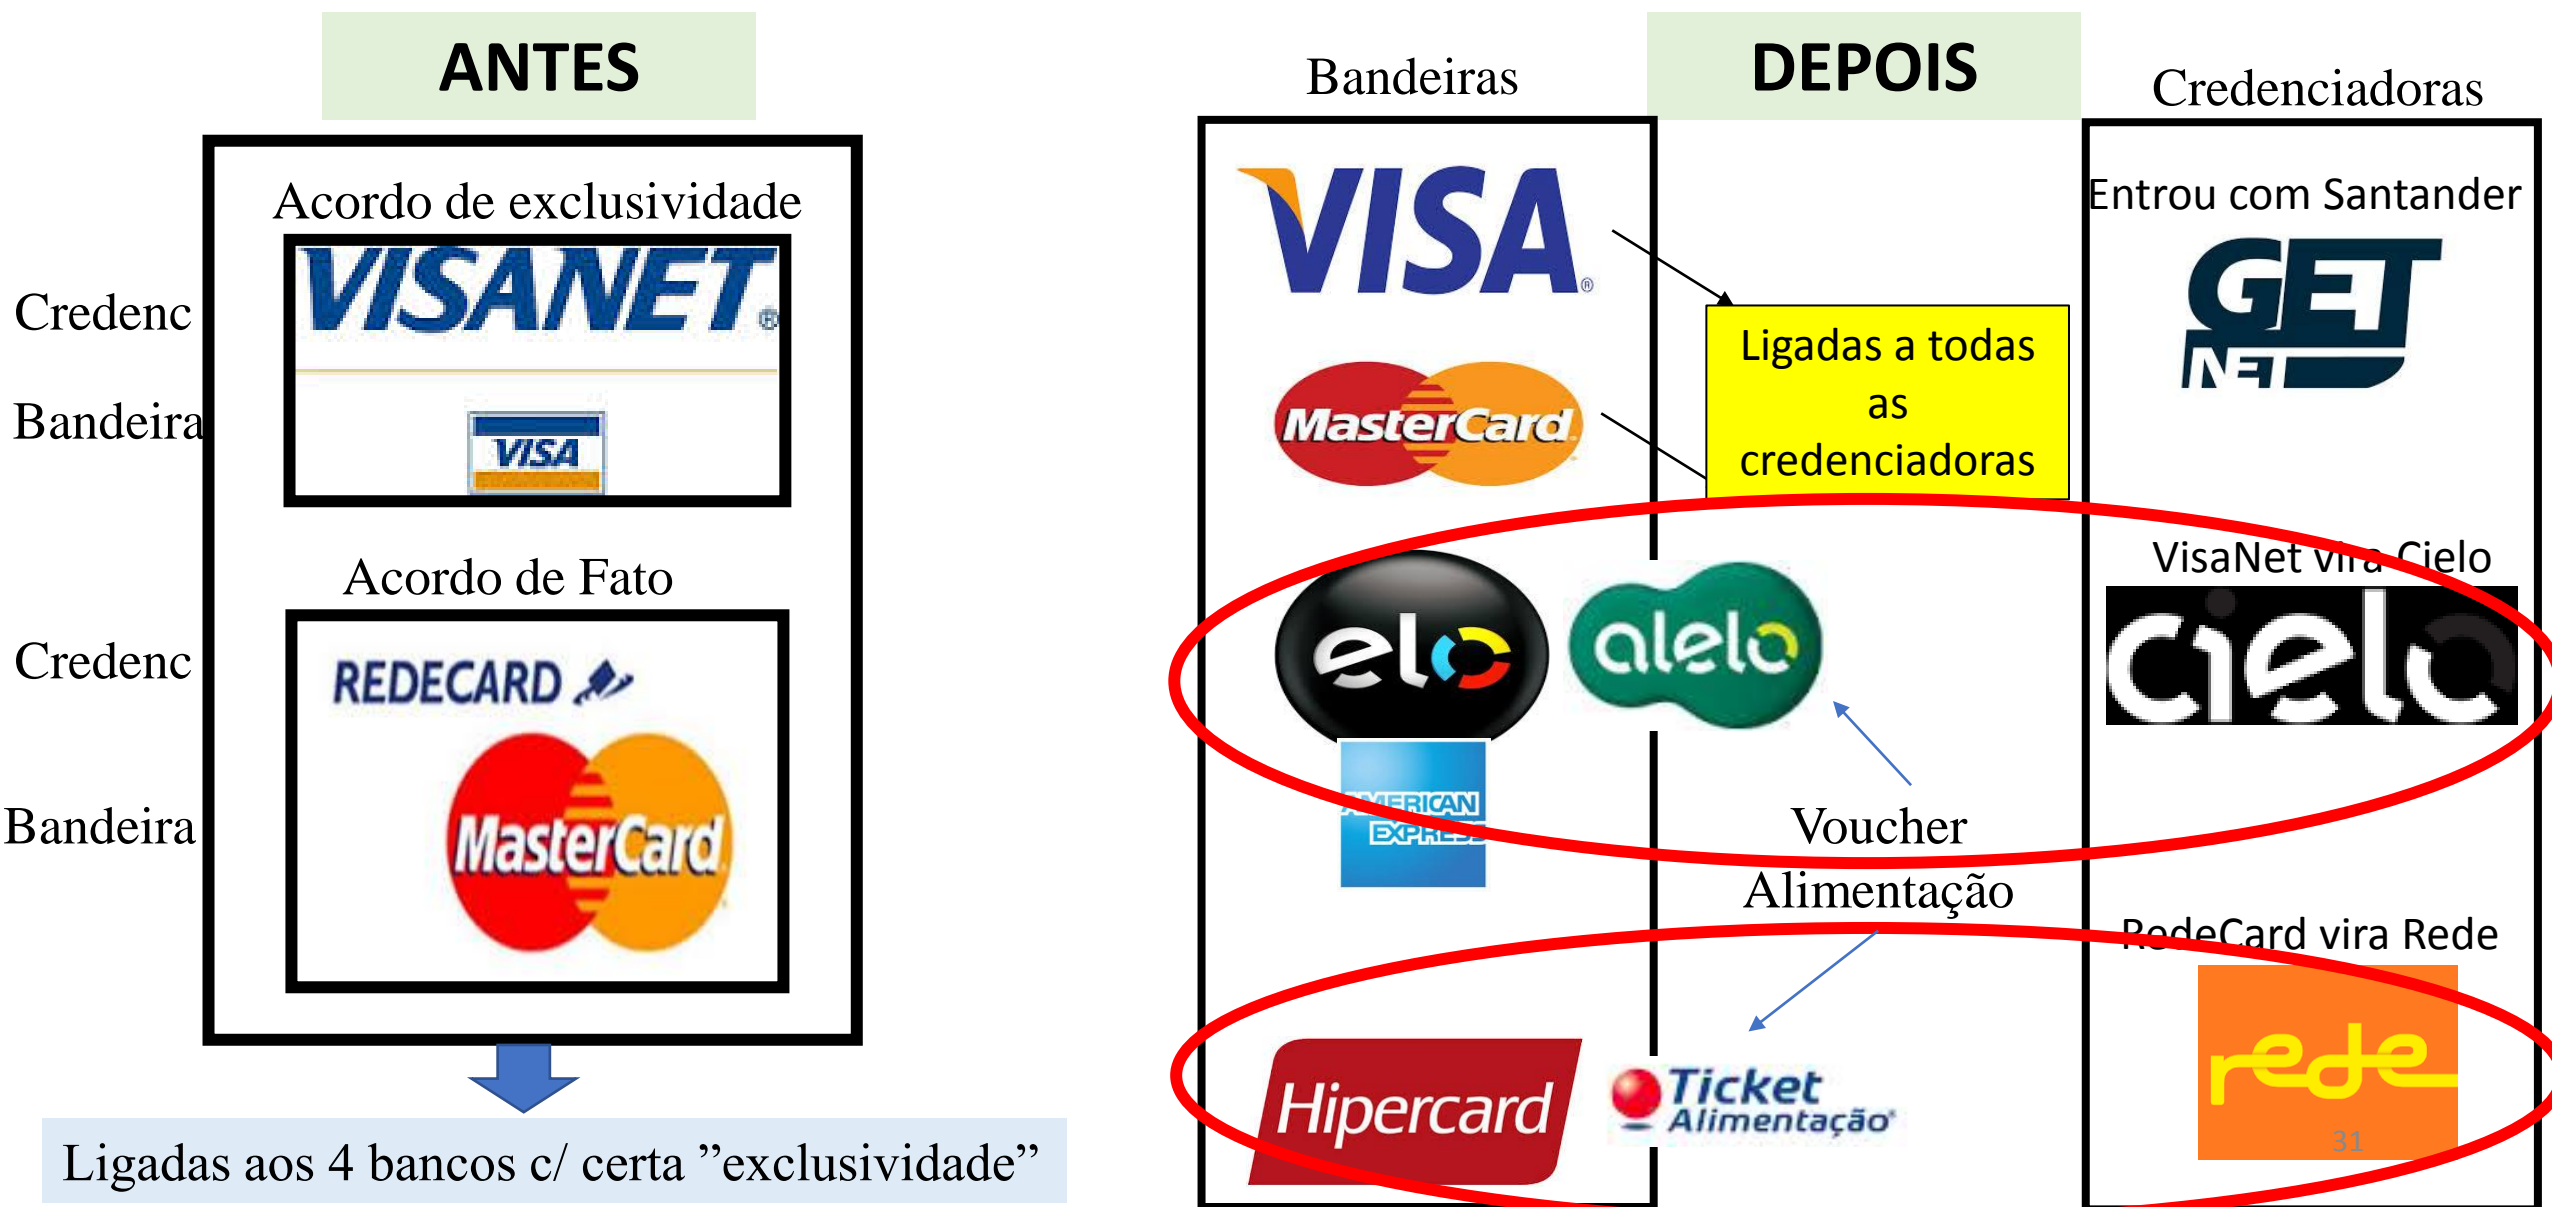 ANTES
Acordo de exclusividade
Credenc
VISANET®
Bandeira
VISA
Acordo de Fato
Credenc
REDECARD
Bandeira
MasterCard
Ligadas aos 4 bancos c/ certa ”exclusividade”
DEPOIS
Bandeiras
VISA®
MasterCard
Ligadas a todas
as
credenciadoras
elo
alelo
AMERICAN
EXPRESS
Voucher
Alimentação
Hipercard
Ticket
Alimentação®
Credenciadoras
Entrou com Santander
GET
NET
VisaNet vira Cielo
cielo
RedeCard vira Rede
rede
31